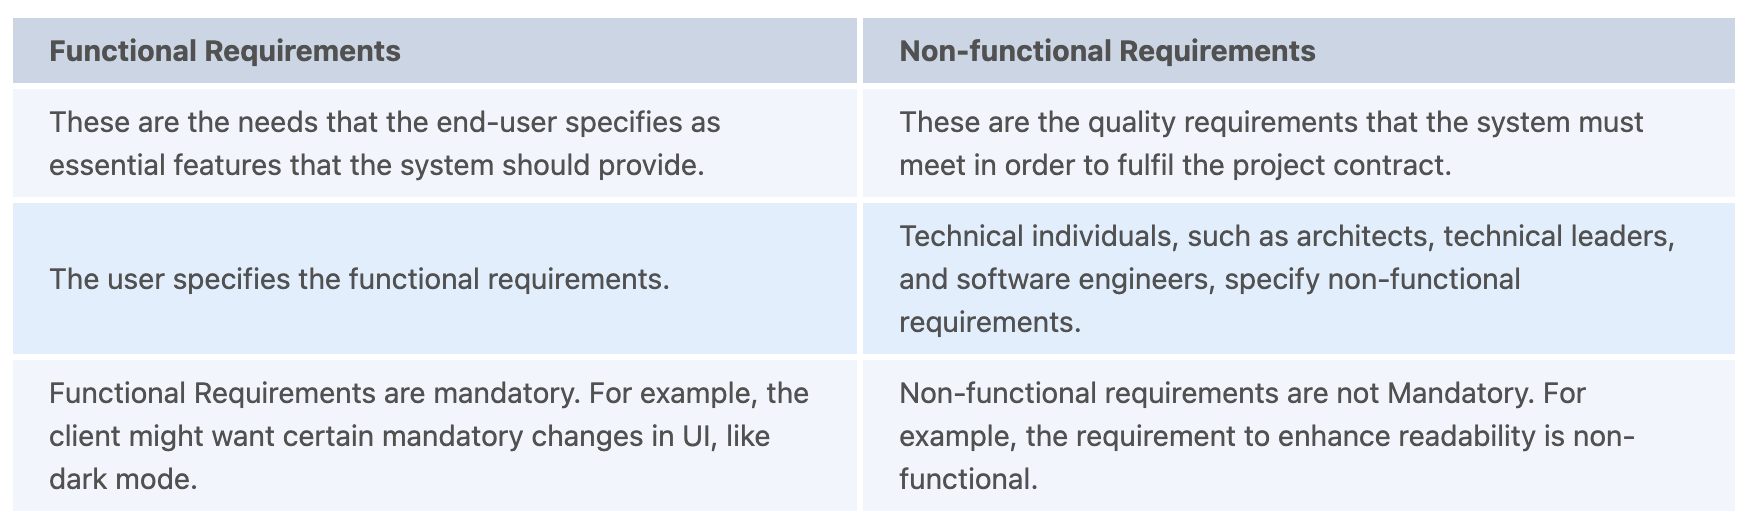 Functional Requirements
Non-functional Requirements
These are the needs that the end-user specifies as
essential features that the system should provide.
These are the quality requirements that the system must
meet in order to fulfil the project contract.
The user specifies the functional requirements.
Technical individuals, such as architects, technical leaders,
and software engineers, specify non-functional
requirements.
Functional Requirements are mandatory. For example, the
client might want certain mandatory changes in UI, like
dark mode.
Non-functional requirements are not Mandatory. For
example, the requirement to enhance readability is non-
functional.